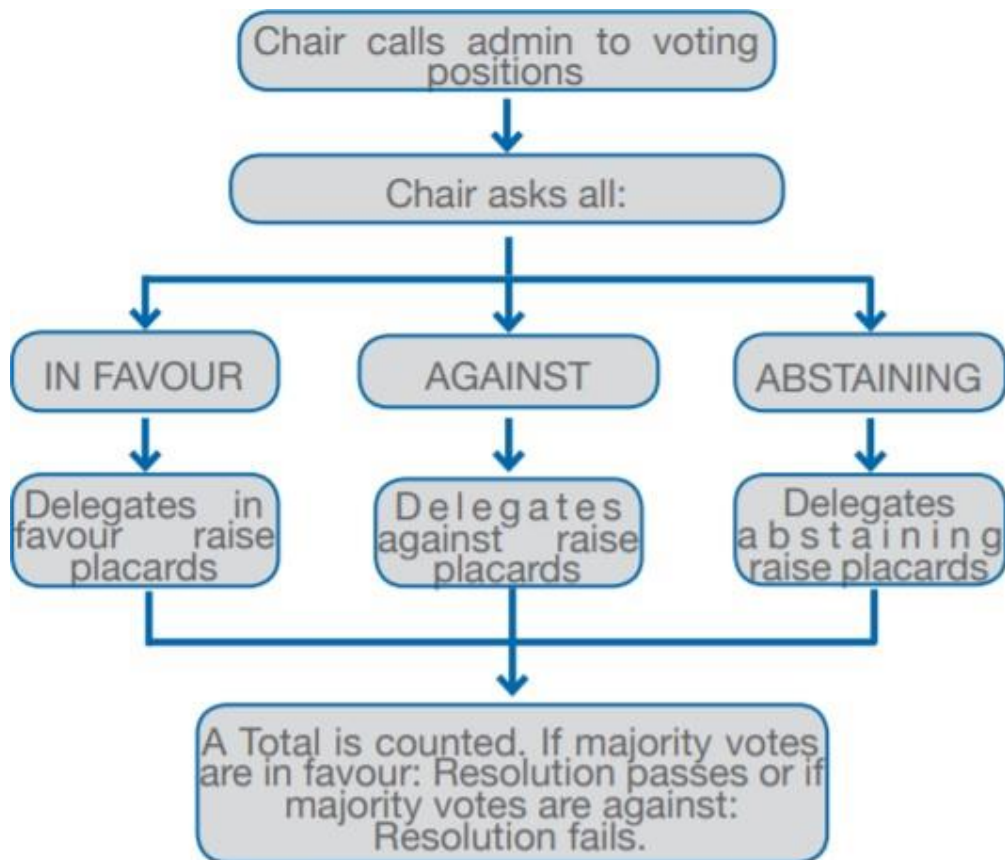 Chair calls admin to voting
positions
Chair asks all:
IN FAVOUR
AGAINST
ABSTAINING
Delegates in
favour raise
placards
Delegates
against raise
placards
Delegates
abstaining
raise placards
A Total is counted. If majority votes
are in favour: Resolution passes or if
majority votes are against:
Resolution fails.